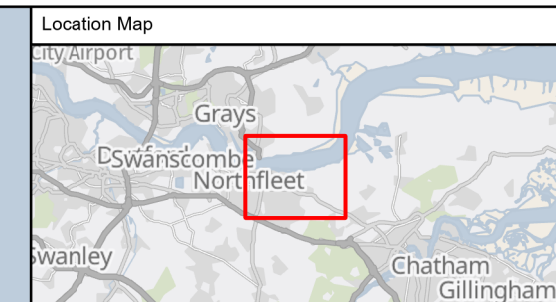 Location Map
City Airport
Grays
Swanscombe
Northfleet
Swanley
Chatham
Gillingham